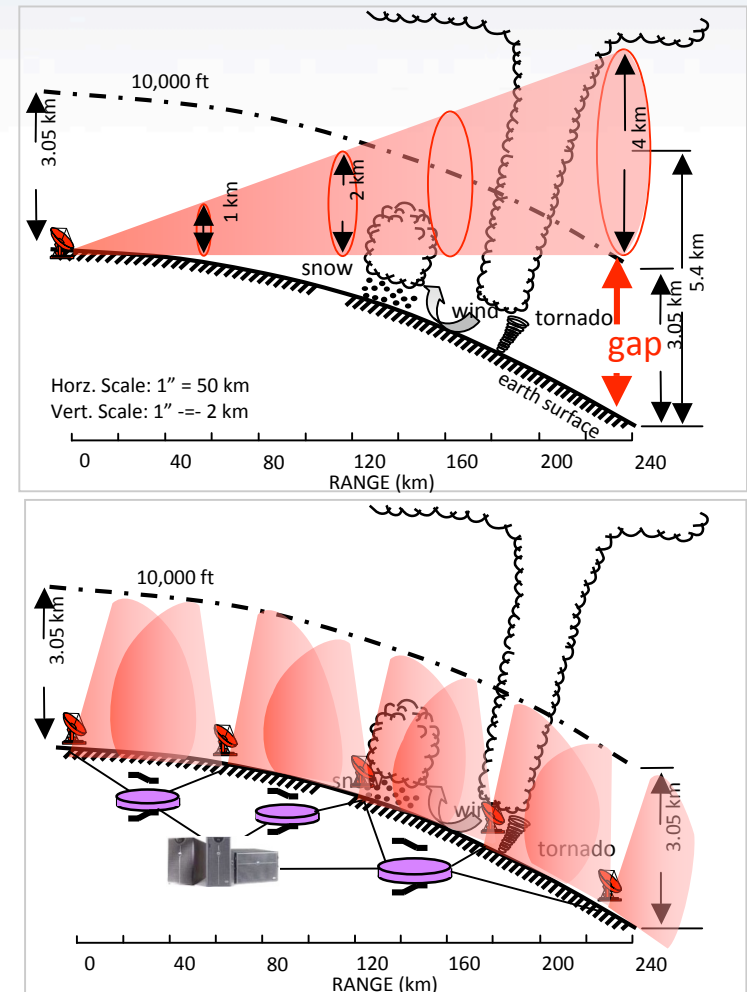 10,000 ft
3.05 km
1 km
2 km
4 km
5.4 km
3.05 km
snow
wind
tornado
gap
earth surface
Horz. Scale: 1” = 50 km
Vert. Scale: 1” -=- 2 km
0 40 80 120 160 200 240
RANGE (km)
10,000 ft
3.05 km
snow
wind
tornado
3.05 km
0 40 80 120 160 200 240
RANGE (km)